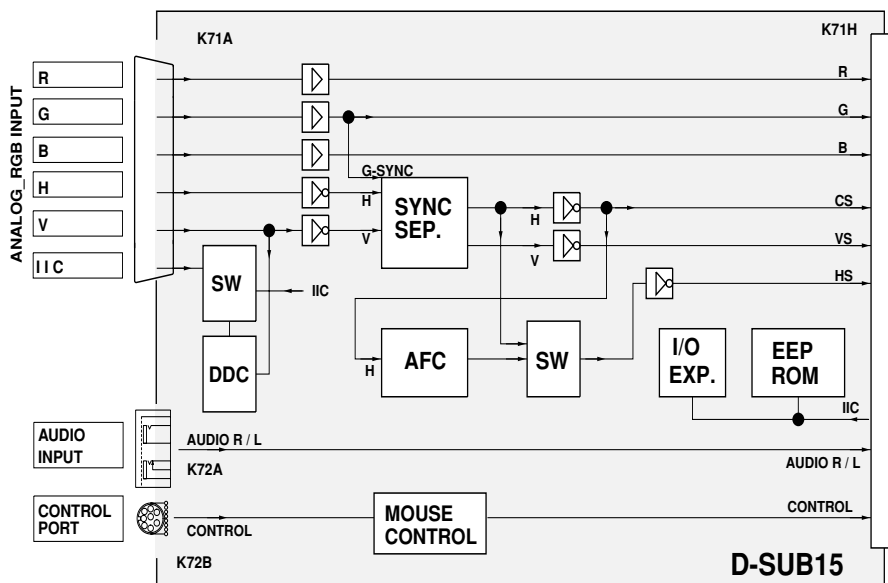 K71A
K71H
ANALOG_RGB INPUT
R
R
G
G
B
B
G-SYNC
H
H
SYNC
SEP.
H
CS
V
V
V
VS
I I C
SW
IIC
HS
DDC
H
AFC
SW
I/O
EXP.
EEP
ROM
IIC
AUDIO
INPUT
AUDIO R / L
K72A
AUDIO R / L
CONTROL
PORT
CONTROL
MOUSE
CONTROL
CONTROL
K72B
D-SUB15